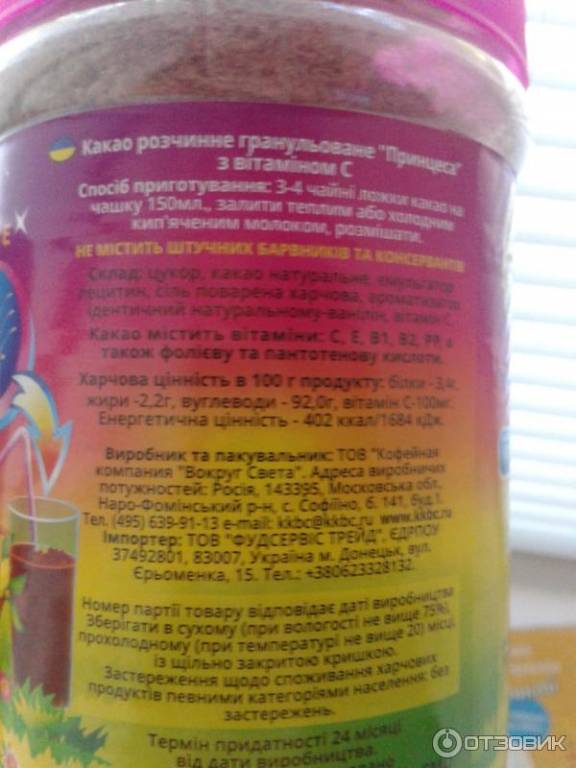 Какао розчинне гранульоване "Принцеса"
з вітаміном С
Спосіб приготування: 3-4 чайні ложки какао на
чашку 150мл., залити теплим або холодним
кип'яченим молоком, розмішати.
НЕ МІСТИТЬ ШТУЧНИХ БАРВНИКІВ ТА КОНСЕРВАНТІВ
Склад: цукор, какао натуральне, емульгатор
лецитин, сіль поварена харчова, ароматизатор
ідентичний натуральному-ванілін, вітамін С.
Какао містить вітаміни: С, Е, В1, В2, РР, а
також фолієву та пантотенову кислоти.
Харчова цінність в 100 г продукту: білки -3,4г,
жири -2,2г, вуглеводи - 92,0г, вітамін С-100мг.
Енергетична цінність - 402 ккал/1684 кДж.
Виробник та пакувальник: ТОВ "Кофейная
компания "Вокруг Света". Адреса виробничих
потужностей: Росія, 143395, Московська обл.,
Наро-Фомінський р-н, с. Софіїно, б. 141, буд.1.
Тел. (495) 639-91-13 e-mail: kkbc@kkbc.ru www.kkbc.ru
Імпортер: ТОВ "ФУДСЕРВІС ТРЕЙД". ЄДРПОУ
37492801, 83007, Україна м. Донецьк, вул.
Єрьоменка, 15. Тел.: +380623328132.
Номер партії товару відповідає даті виробництва
Зберігати в сухому (при вологості не вище 75%),
прохолодному (при температурі не вище 20) місці,
із щільно закритою кришкою.
Застереження щодо споживання харчових
продуктів певними категоріями населення: без
застережень.
Термін придатності 24 місяці
від дати виробництва.
ОТЗОВИК